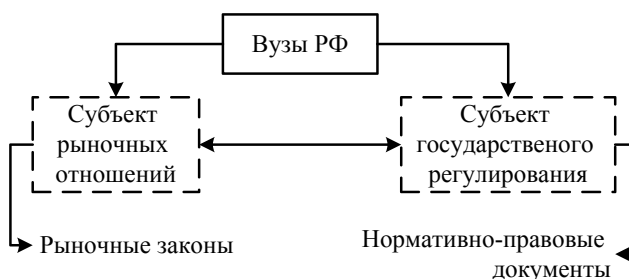 Вузы РФ
Субъект
рыночных
отношений
Субъект
государственого
регулирования
Рыночные законы
Нормативно-правовые
документы